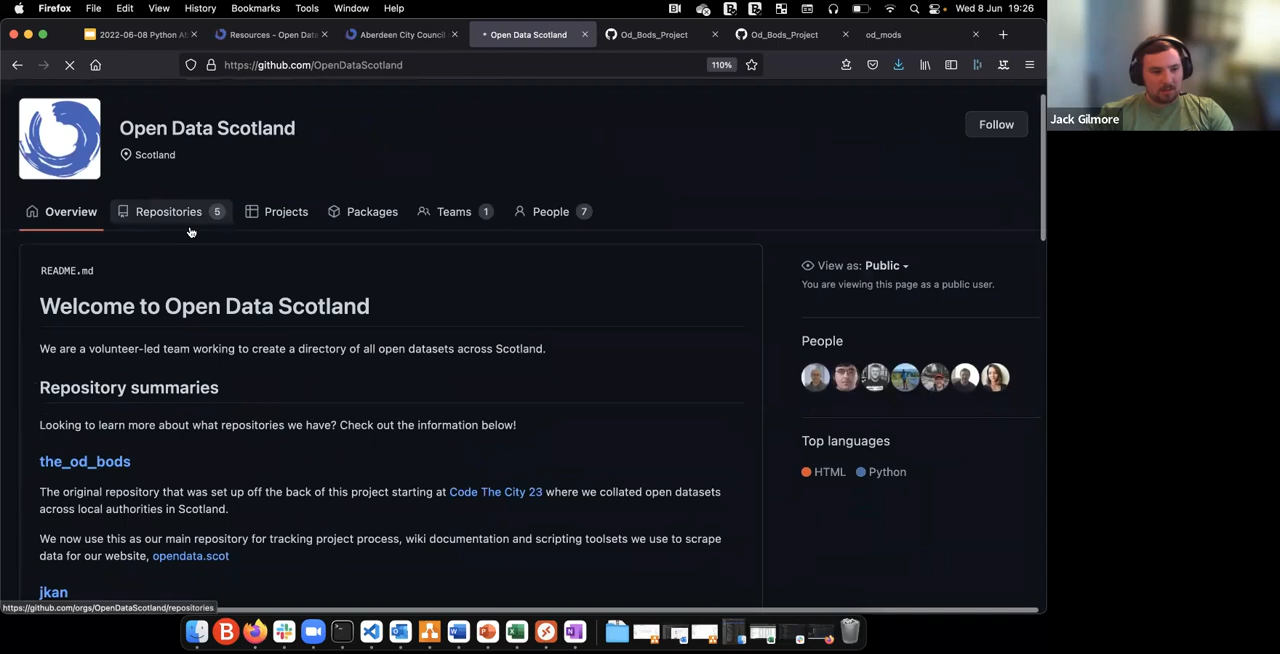 Firefox File Edit View History Bookmarks Tools Window Help Wed 8 Jun 19:26
2022-06-08 Python A Resources - Open Data Aberdeen City Council Open Data Scotland Od_Bods_Project Od_Bods_Project od_mods
https://github.com/OpenDataScotland 110%
Jack Gilmore
Open Data Scotland
Follow
Scotland
Overview Repositories 5 Projects Packages Teams 1 People 7
README.md
View as: Public
You are viewing this page as a public user.
Welcome to Open Data Scotland
We are a volunteer-led team working to create a directory of all open datasets across Scotland.
People
Repository summaries
Looking to learn more about what repositories we have? Check out the information below!
Top languages
HTML Python
the_od_bods
The original repository that was set up off the back of this project starting at Code The City 23 where we collated open datasets
across local authorities in Scotland.
We now use this as our main repository for tracking project process, wiki documentation and scripting toolsets we use to scrape
data for our website, opendata.scot
jkan
https://github.com/orgs/OpenDataScotland/repositories